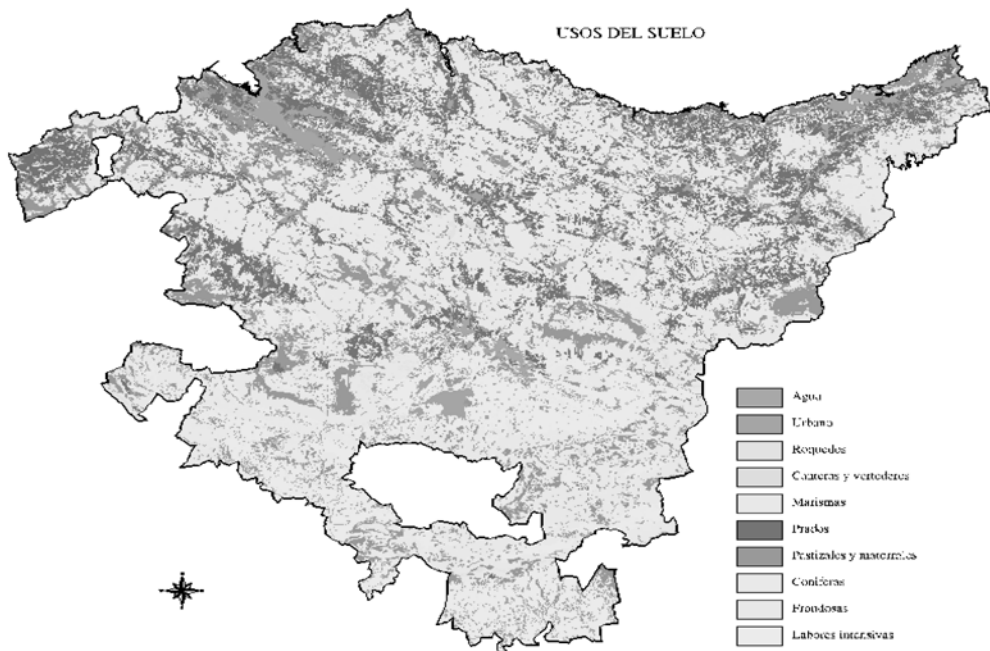 USOS DEL SUELO
Agua
Urbano
Roquedos
Canteras y vertederos
Marismas
Prados
Pastizales y matorrales
Coníferas
Frondosas
Labores intensivas